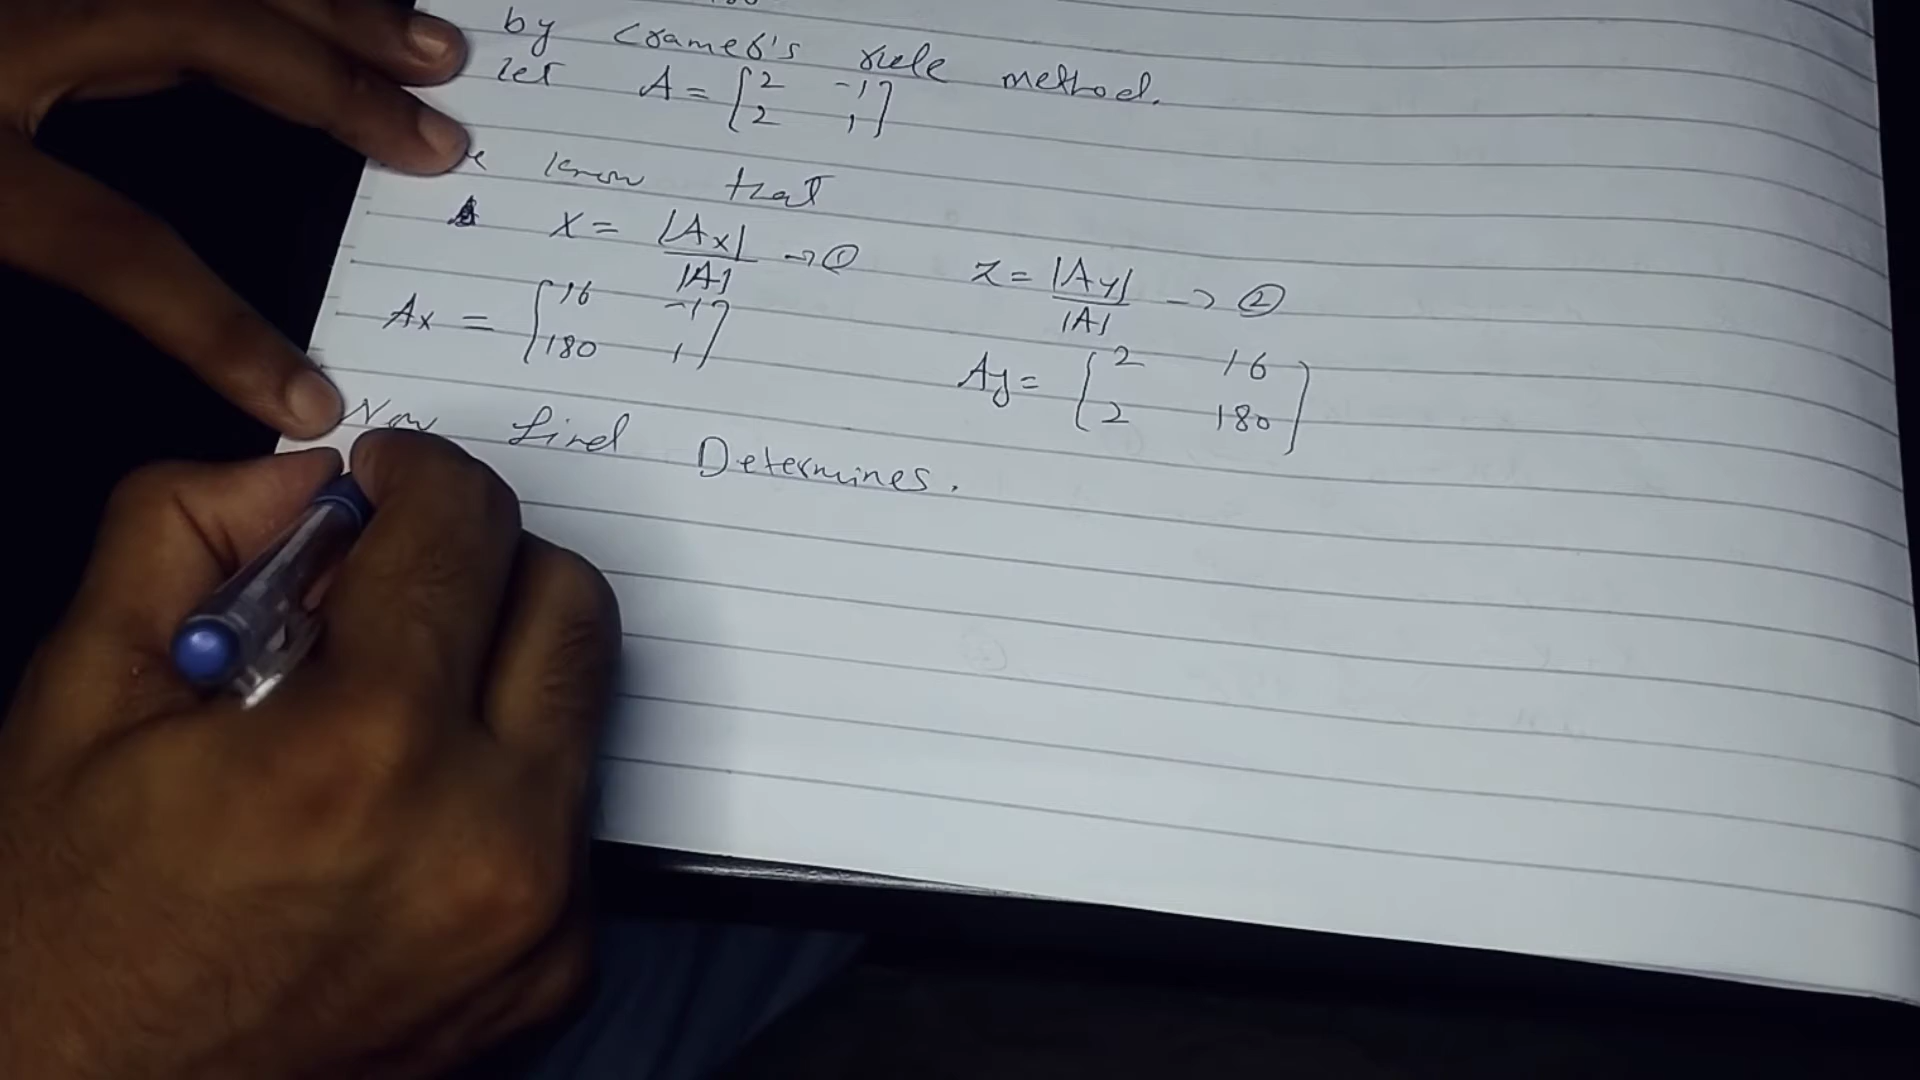 by Cramer's rule method.
let A = [2 -1
2 1]
know that
x = |Ax| / |A| → ①
z = |Ay| / |A| → ②
Ax = [16 -1
180 1]
Ay = [2 16
2 180]
Now find Determines.